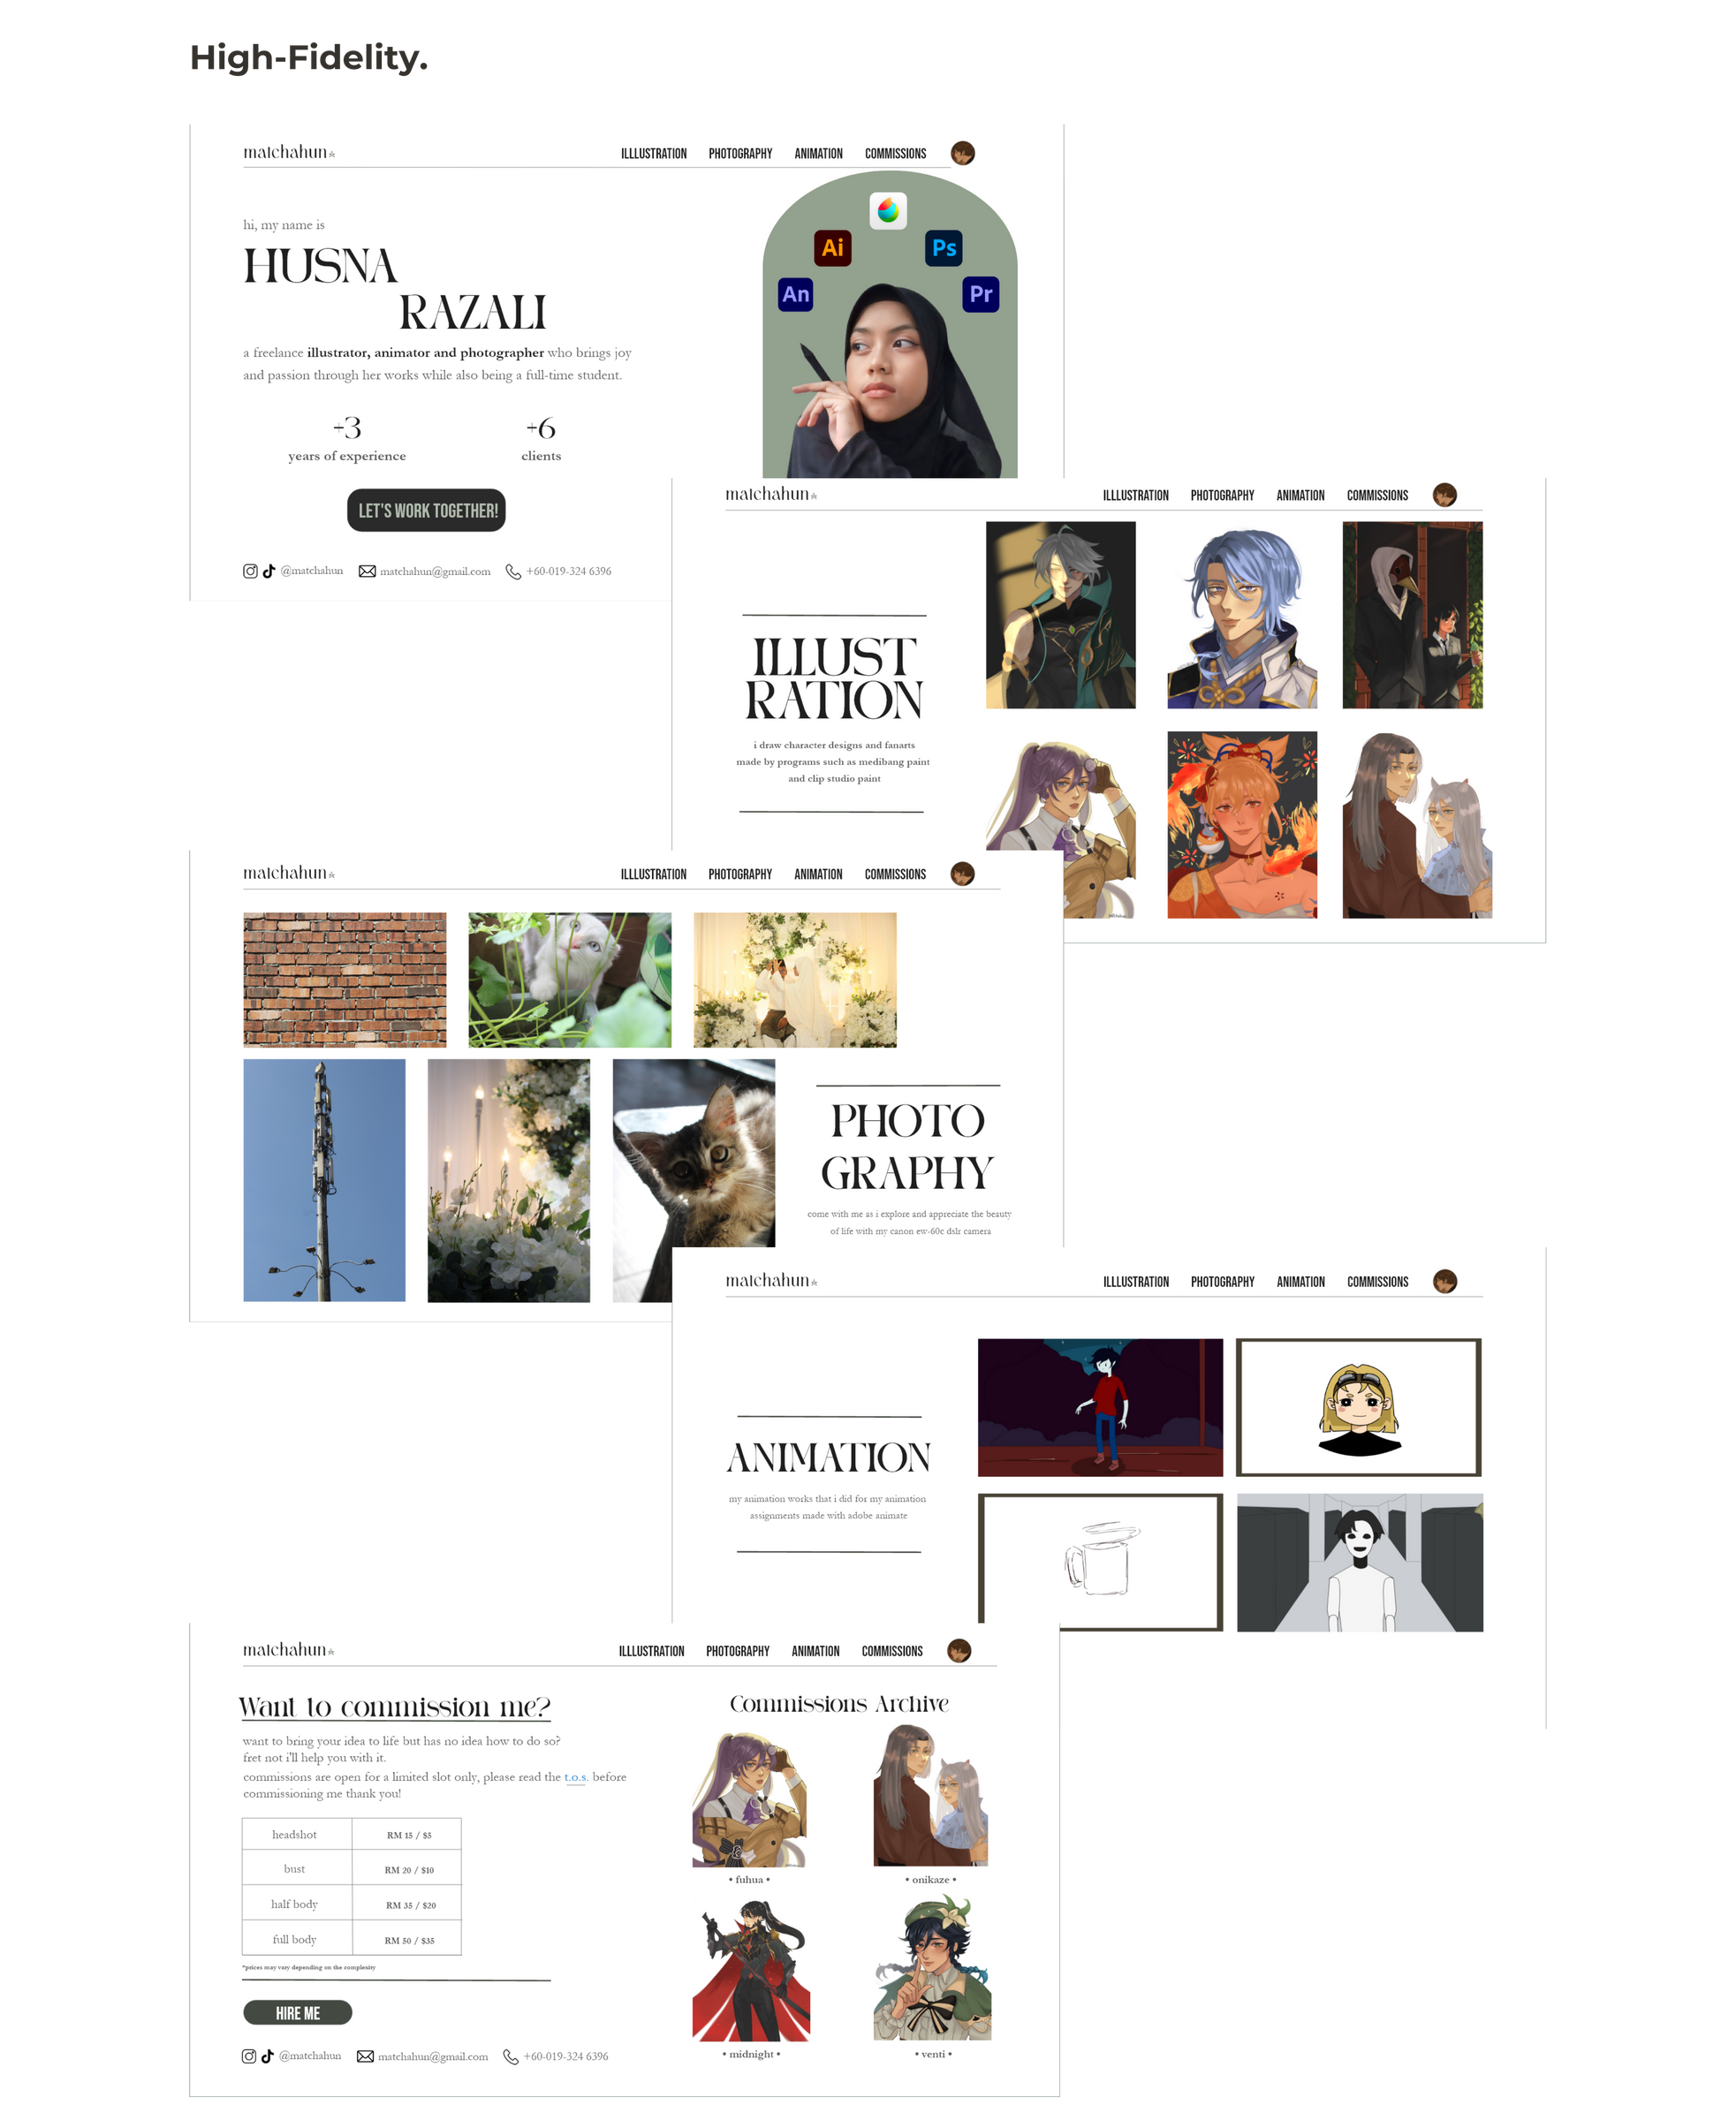 High-Fidelity.
matchahun
ILLLUSTRATION PHOTOGRAPHY ANIMATION COMMISSIONS
hi, my name is
HUSNA
RAZALI
a freelance illustrator, animator and photographer who brings joy
and passion through her works while also being a full-time student.
+3
years of experience
+6
clients
LET'S WORK TOGETHER!
@matchahun matchahun@gmail.com +60-019-324 6396
Ai Ps
An Pr
matchahun
ILLLUSTRATION PHOTOGRAPHY ANIMATION COMMISSIONS
ILLUST
RATION
i draw character designs and fanarts
made by programs such as medibang paint
and clip studio paint
matchahun
ILLLUSTRATION PHOTOGRAPHY ANIMATION COMMISSIONS
PHOTO
GRAPHY
come with me as i explore and appreciate the beauty
of life with my canon ew-60c dslr camera
matchahun
ILLLUSTRATION PHOTOGRAPHY ANIMATION COMMISSIONS
ANIMATION
my animation works that i did for my animation
assignments made with adobe animate
matchahun
ILLLUSTRATION PHOTOGRAPHY ANIMATION COMMISSIONS
Want to commission me?
want to bring your idea to life but has no idea how to do so?
fret not i'll help you with it.
commissions are open for a limited slot only, please read the t.o.s. before
commissioning me thank you!
headshot RM 15 / $5
bust RM 20 / $10
half body RM 35 / $20
full body RM 50 / $35
*prices may vary depending on the complexity
HIRE ME
@matchahun matchahun@gmail.com +60-019-324 6396
Commissions Archive
• fuhua •
• onikaze •
• midnight •
• venti •